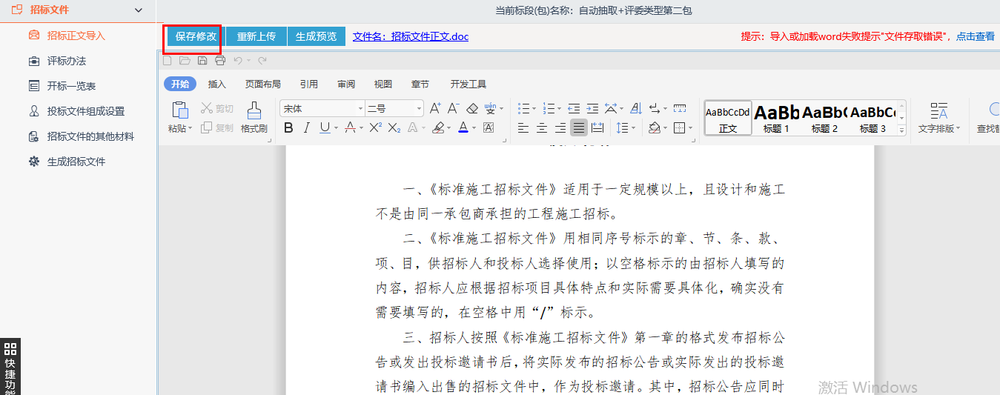 招标文件
当前标段(包)名称：自动抽取+评委类型第二包
招标正文导入
评标办法
开标一览表
投标文件组成设置
招标文件的其他材料
生成招标文件
快捷功能
保存修改 重新上传 生成预览 文件名：招标文件正文.doc
提示：导入或加载word失败提示"文件存取错误"，点击查看
开始 插入 页面布局 引用 审阅 视图 章节 开发工具
粘贴 剪切 复制 格式刷
宋体 二号
AaBbCcDd 正文
AaBb 标题 1
AaBb( 标题 2
AaBbC 标题 3
文字排版
一、《标准施工招标文件》适用于一定规模以上，且设计和施工
不是由同一承包商承担的工程施工招标。
二、《标准施工招标文件》用相同序号标示的章、节、条、款、
项、目，供招标人和投标人选择使用；以空格标示的由招标人填写的
内容，招标人应根据招标项目具体特点和实际需要具体化，确实没有
需要填写的，在空格中用“/”标示。
三、招标人按照《标准施工招标文件》第一章的格式发布招标公
告或发出投标邀请书后，将实际发布的招标公告或实际发出的投标邀
请书编入出售的招标文件中，作为投标邀请。其中，招标公告应同时
激活 Windows